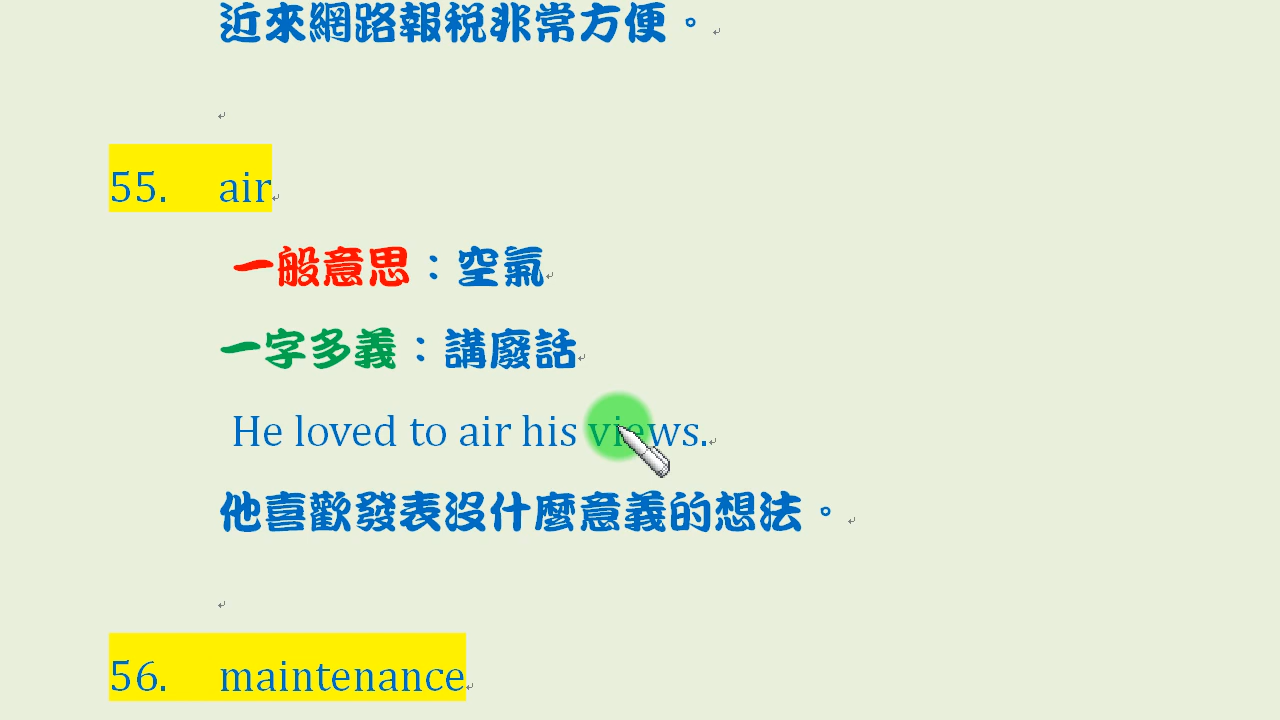 近來網路報稅非常方便。
55. air
一般意思：空氣
一字多義：講廢話
He loved to air his views.
他喜歡發表沒什麼意義的想法。
56. maintenance